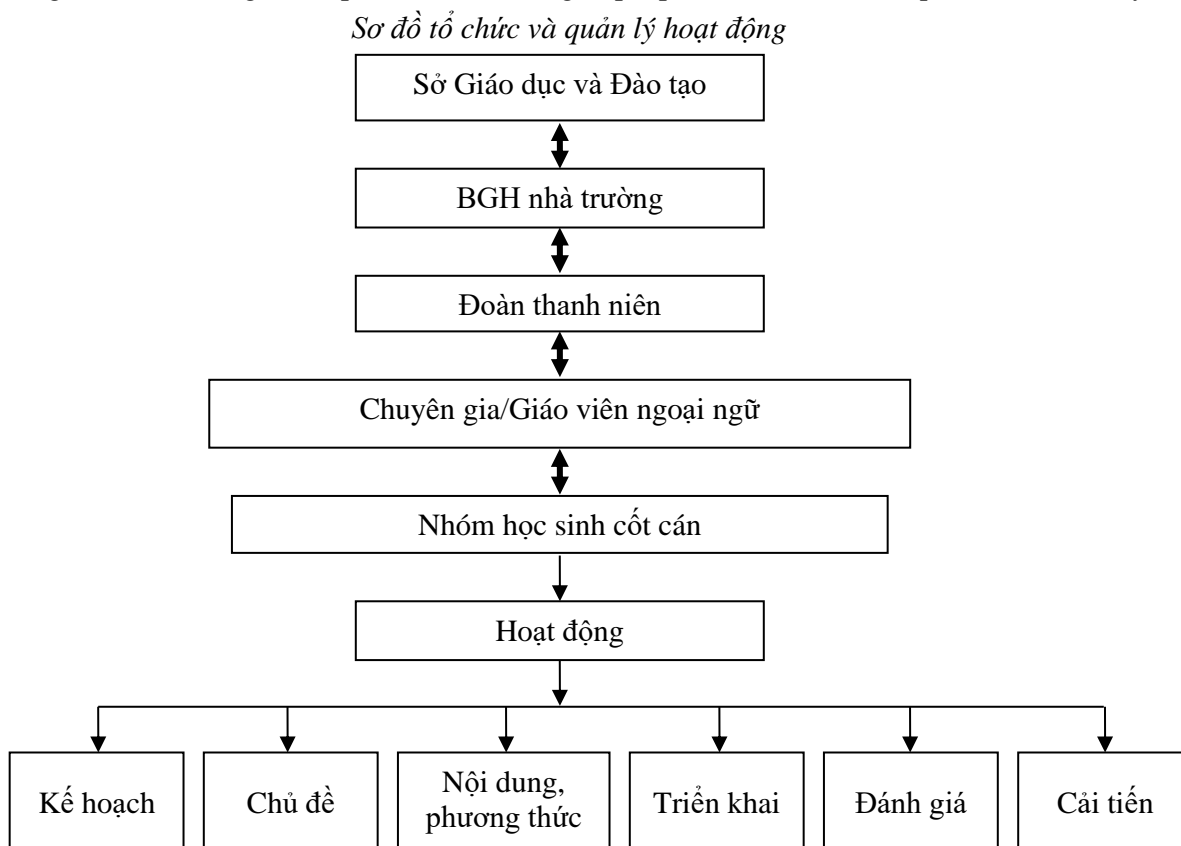 Sơ đồ tổ chức và quản lý hoạt động
Sở Giáo dục và Đào tạo
BGH nhà trường
Đoàn thanh niên
Chuyên gia/Giáo viên ngoại ngữ
Nhóm học sinh cốt cán
Hoạt động
Kế hoạch
Chủ đề
Nội dung,
phương thức
Triển khai
Đánh giá
Cải tiến